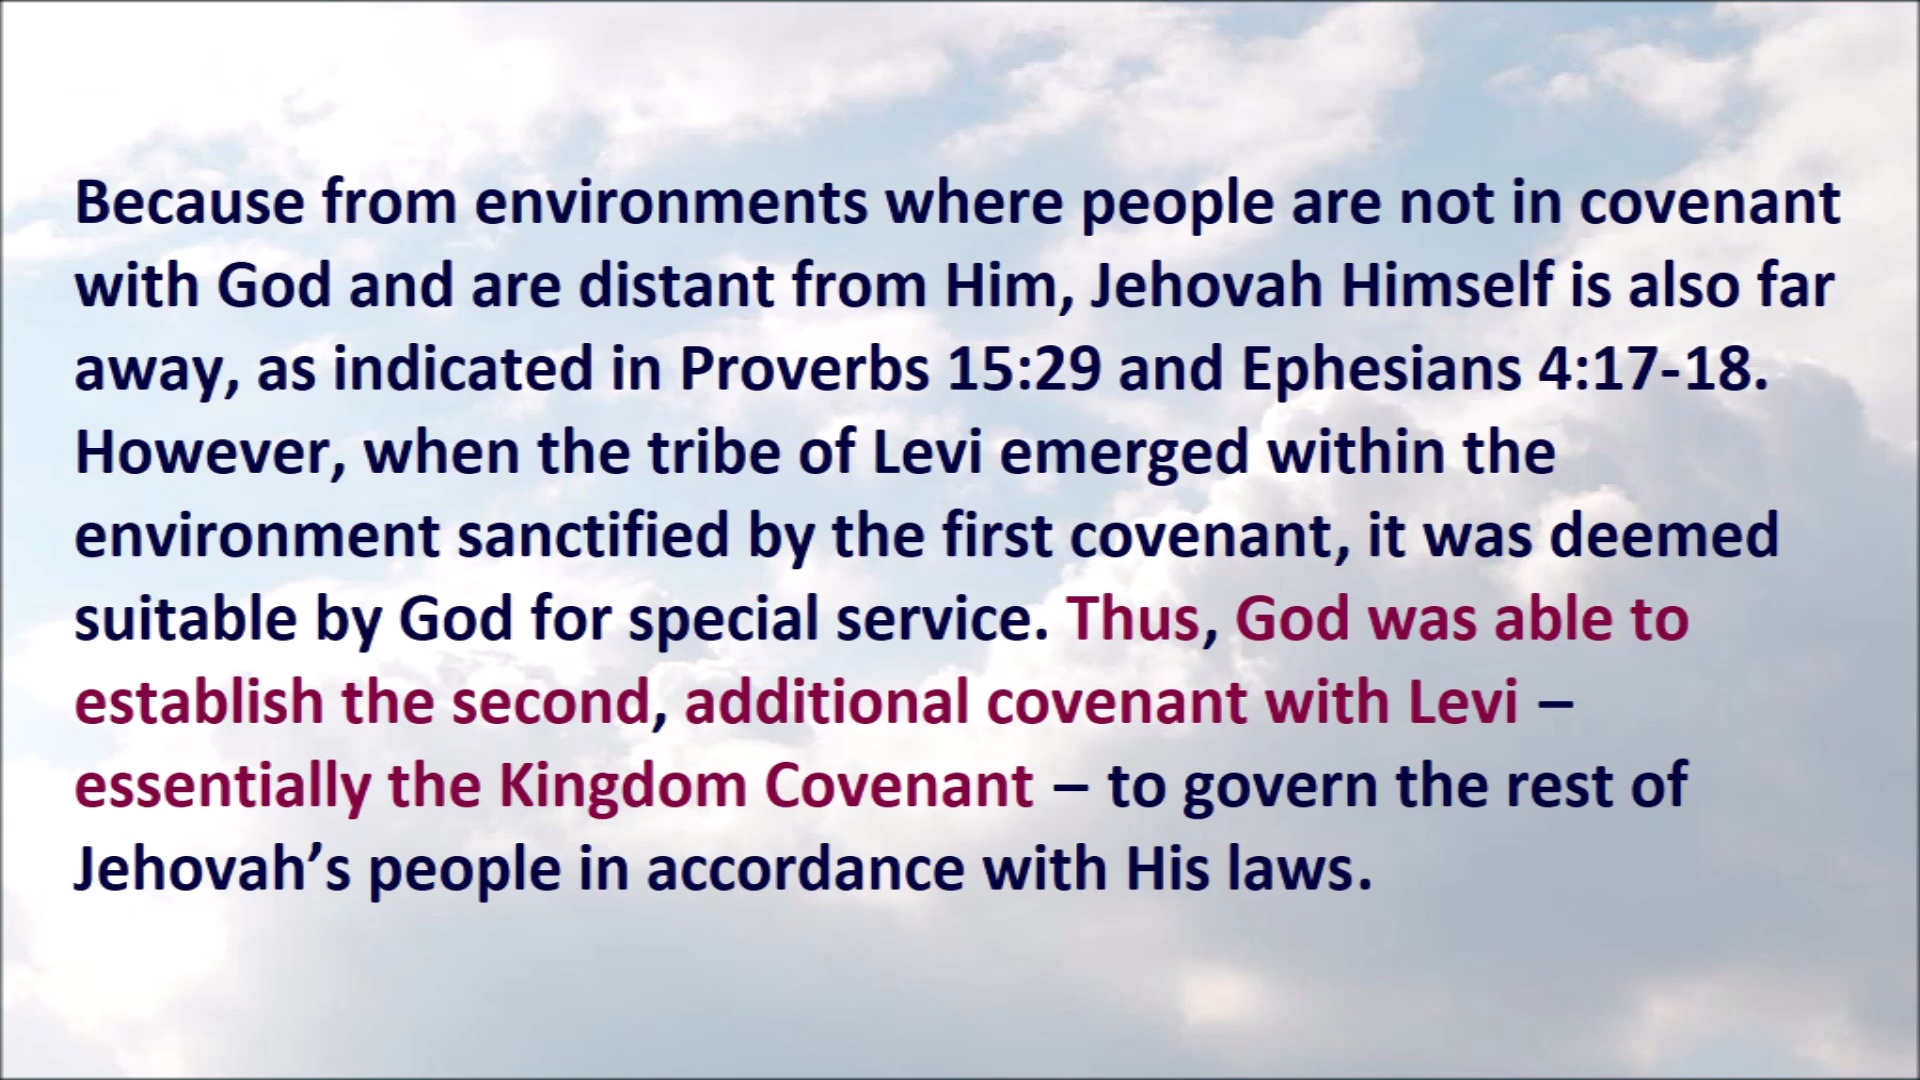 Because from environments where people are not in covenant
with God and are distant from Him, Jehovah Himself is also far
away, as indicated in Proverbs 15:29 and Ephesians 4:17-18.
However, when the tribe of Levi emerged within the
environment sanctified by the first covenant, it was deemed
suitable by God for special service. Thus, God was able to
establish the second, additional covenant with Levi –
essentially the Kingdom Covenant – to govern the rest of
Jehovah’s people in accordance with His laws.